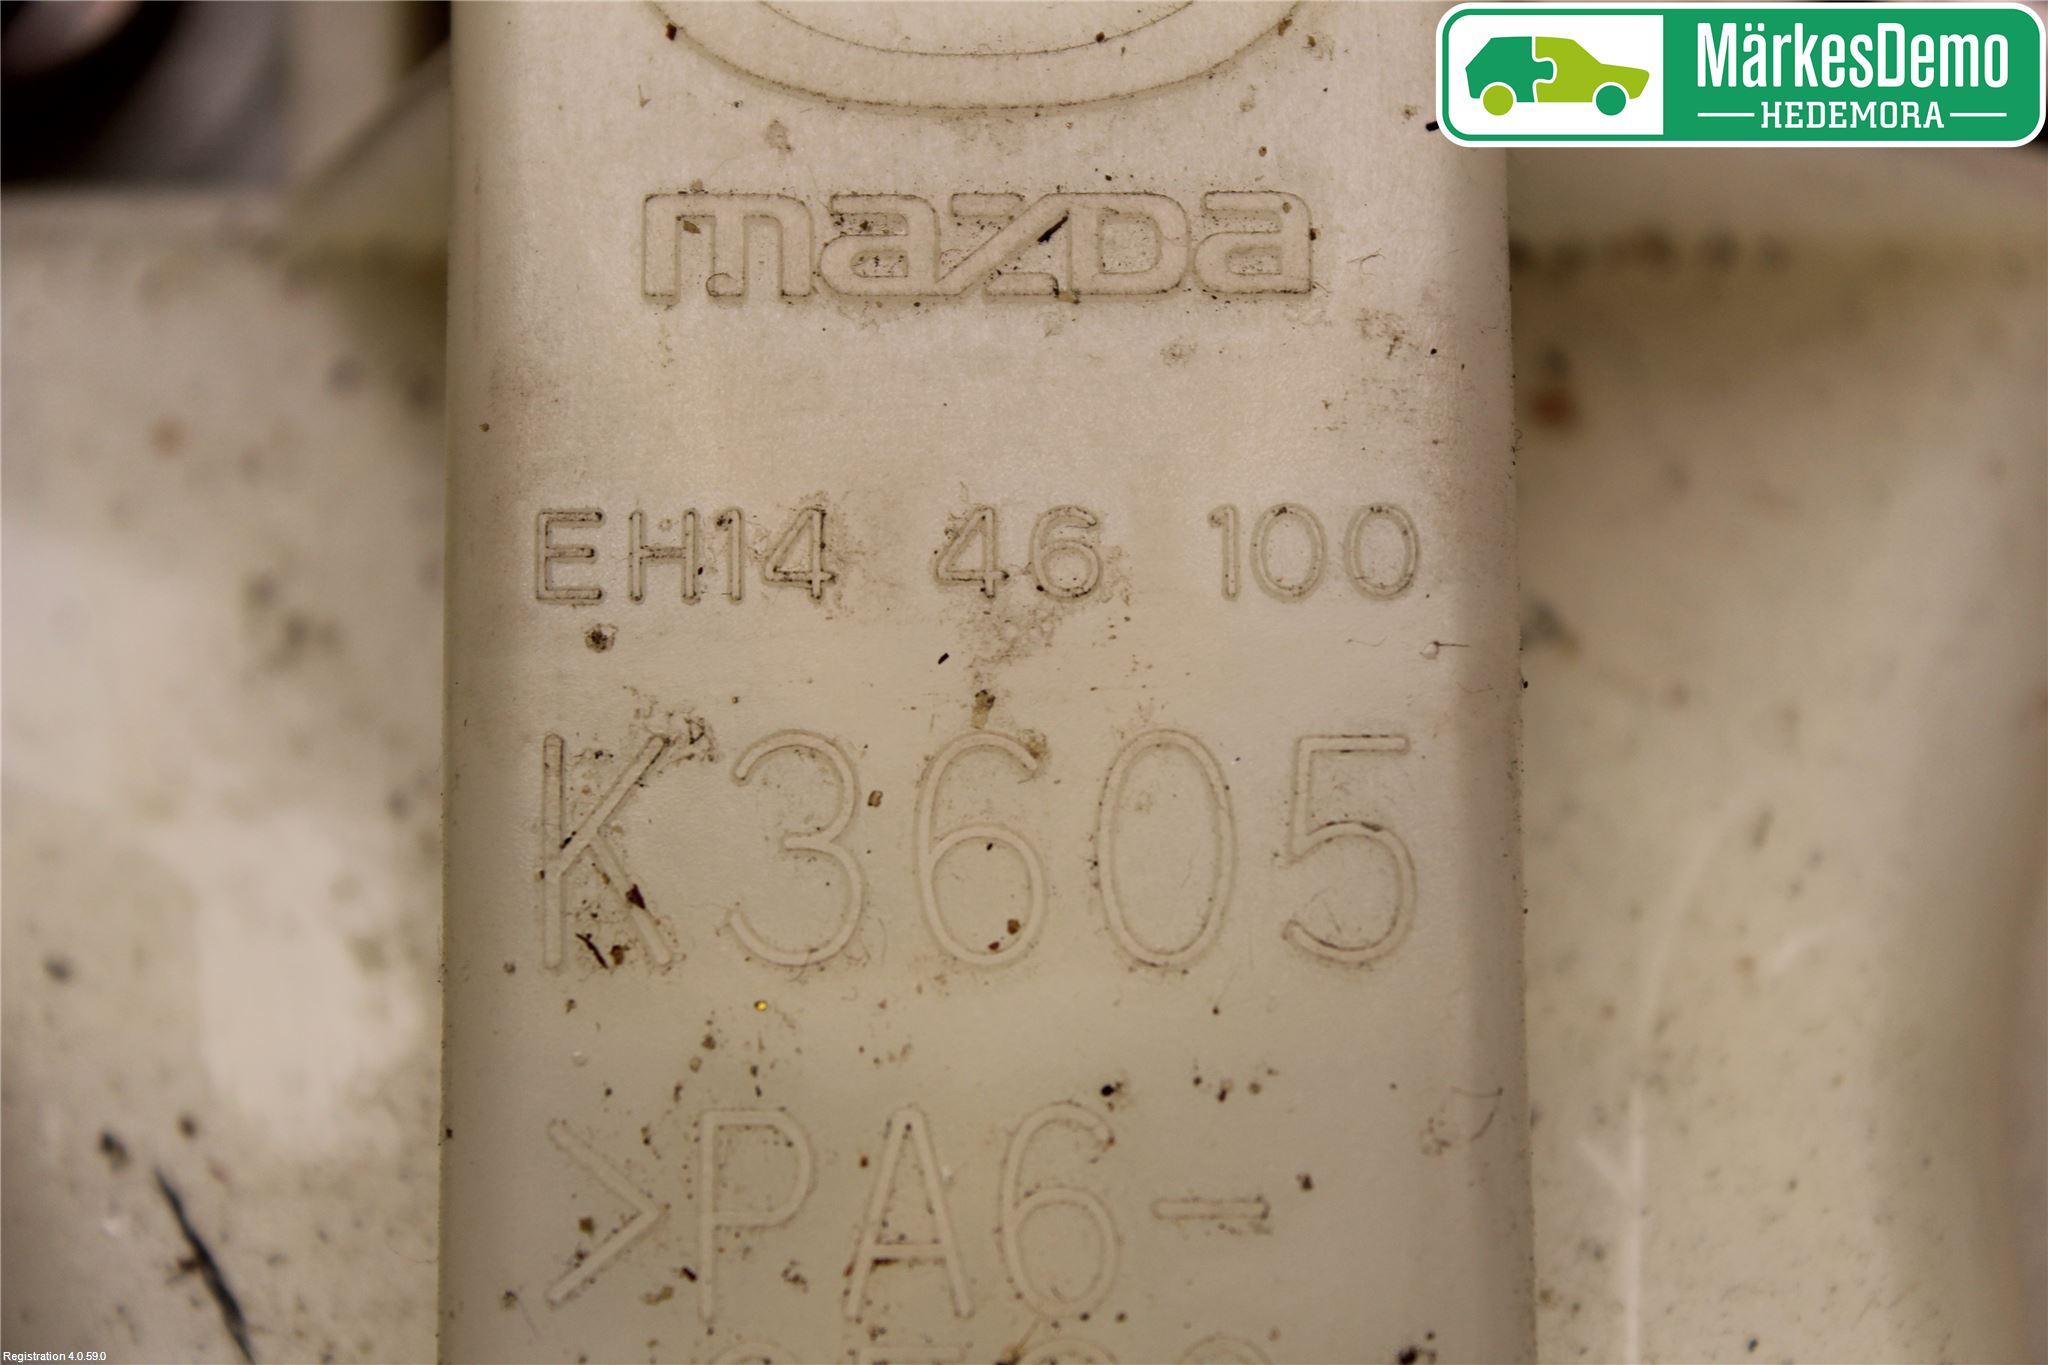 MärkesDemo
HEDEMORA
mazda
EH14 46 100
K3605
>PA6-
Registration 4.0.59.0